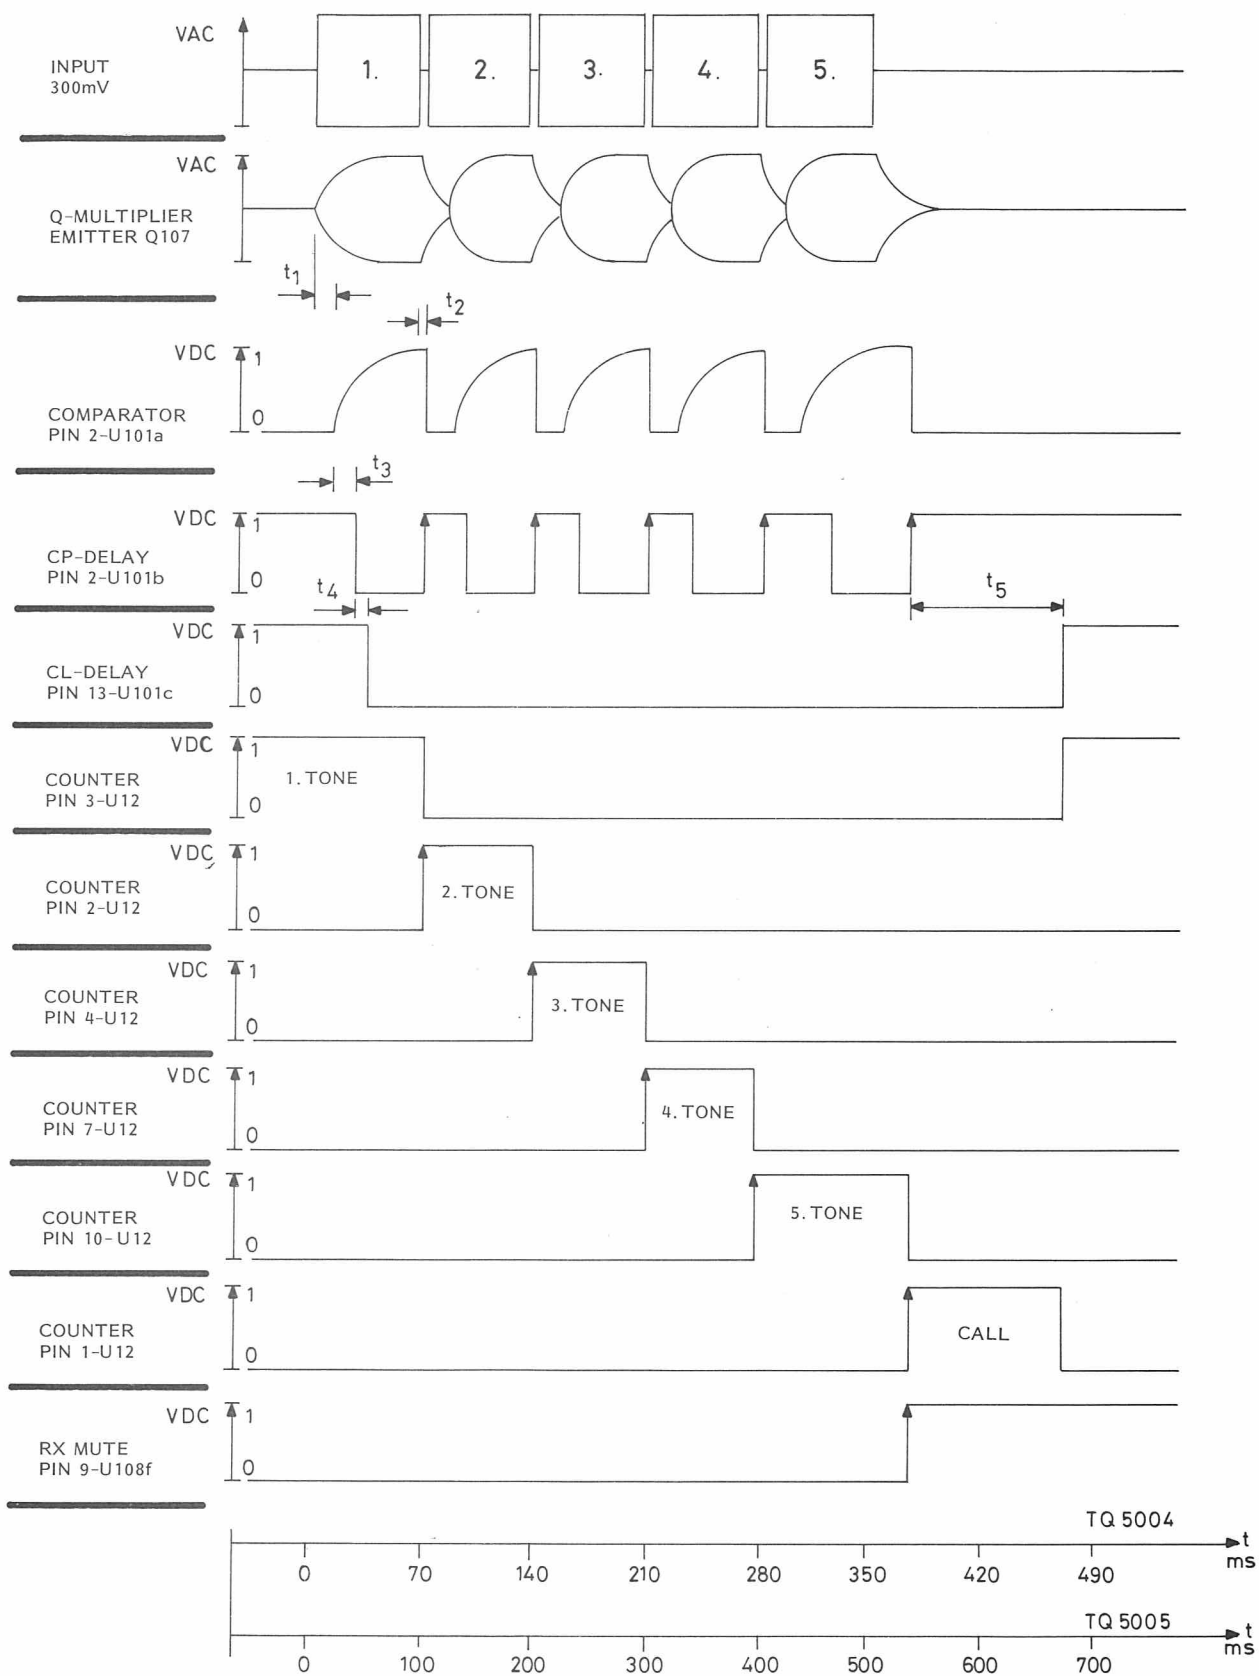 VAC
INPUT
300mV
1.
2.
3.
4.
5.
VAC
Q-MULTIPLIER
EMITTER Q107
t1
t2
VDC
1
COMPARATOR
PIN 2-U101a
0
t3
VDC
1
CP-DELAY
PIN 2-U101b
0
t4
t5
VDC
1
CL-DELAY
PIN 13-U101c
0
VDC
1
COUNTER
PIN 3-U12
0
1. TONE
VDC
1
COUNTER
PIN 2-U12
0
2. TONE
VDC
1
COUNTER
PIN 4-U12
0
3. TONE
VDC
1
COUNTER
PIN 7-U12
0
4. TONE
VDC
1
COUNTER
PIN 10-U12
0
5. TONE
VDC
1
COUNTER
PIN 1-U12
0
CALL
VDC
1
RX MUTE
PIN 9-U108f
0
TQ 5004
t
ms
0 70 140 210 280 350 420 490
TQ 5005
t
ms
0 100 200 300 400 500 600 700